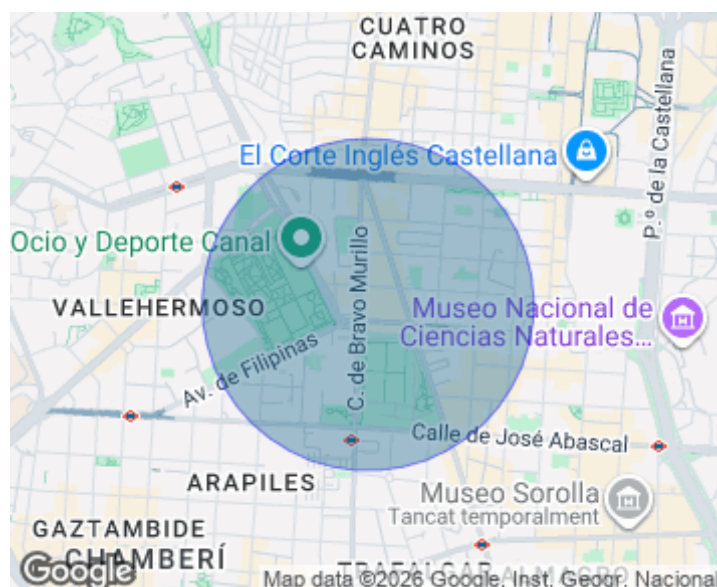 CUATRO
CAMINOS
El Corte Inglés Castellana
P.º de la Castellana
Ocio y Deporte Canal
C. de Bravo Murillo
VALLEHERMOSO
Museo Nacional de
Ciencias Naturales...
Av. de Filipinas
Calle de José Abascal
ARAPILES
Museo Sorolla
Tancat temporalment
GAZTAMBIDE
CHAMBERÍ
TRAFALGAR
ALMAGRO
Google
Map data ©2026 Google, Inst. Geogr. Nacional